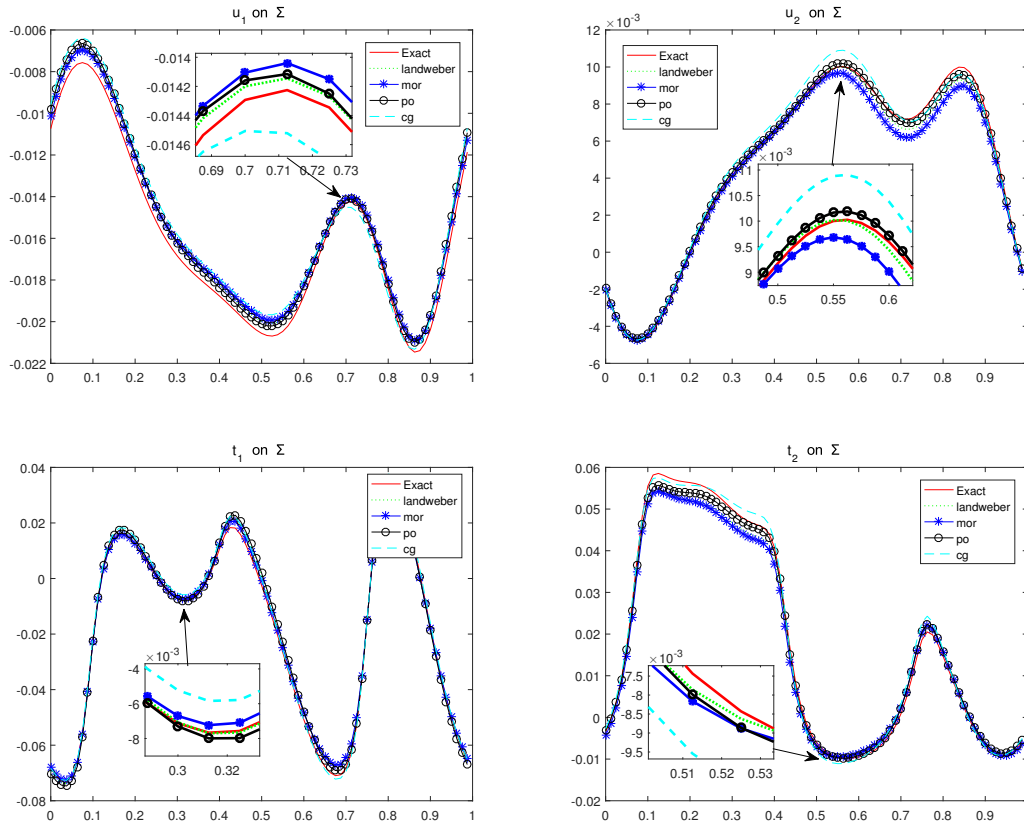 u₁ on Σ
-0.006
-0.008
-0.01
-0.012
-0.014
-0.016
-0.018
-0.02
-0.022
0 0.1 0.2 0.3 0.4 0.5 0.6 0.7 0.8 0.9 1
Exact
landweber
mor
po
cg
-0.014
-0.0142
-0.0144
-0.0146
0.69 0.7 0.71 0.72 0.73
u₂ on Σ
×10⁻³
12
10
8
6
4
2
0
-2
-4
-6
0 0.1 0.2 0.3 0.4 0.5 0.6 0.7 0.8 0.9
Exact
landweber
mor
po
cg
×10⁻³
11
10.5
10
9.5
9
0.5 0.55 0.6
t₁ on Σ
0.04
0.02
0
-0.02
-0.04
-0.06
-0.08
0 0.1 0.2 0.3 0.4 0.5 0.6 0.7 0.8 0.9 1
Exact
landweber
mor
po
cg
×10⁻³
-4
-6
-8
0.3 0.32
t₂ on Σ
0.06
0.05
0.04
0.03
0.02
0.01
0
-0.01
-0.02
0 0.1 0.2 0.3 0.4 0.5 0.6 0.7 0.8 0.9
Exact
landweber
mor
po
cg
×10⁻³
-7.5
-8
-8.5
-9
-9.5
0.51 0.52 0.53